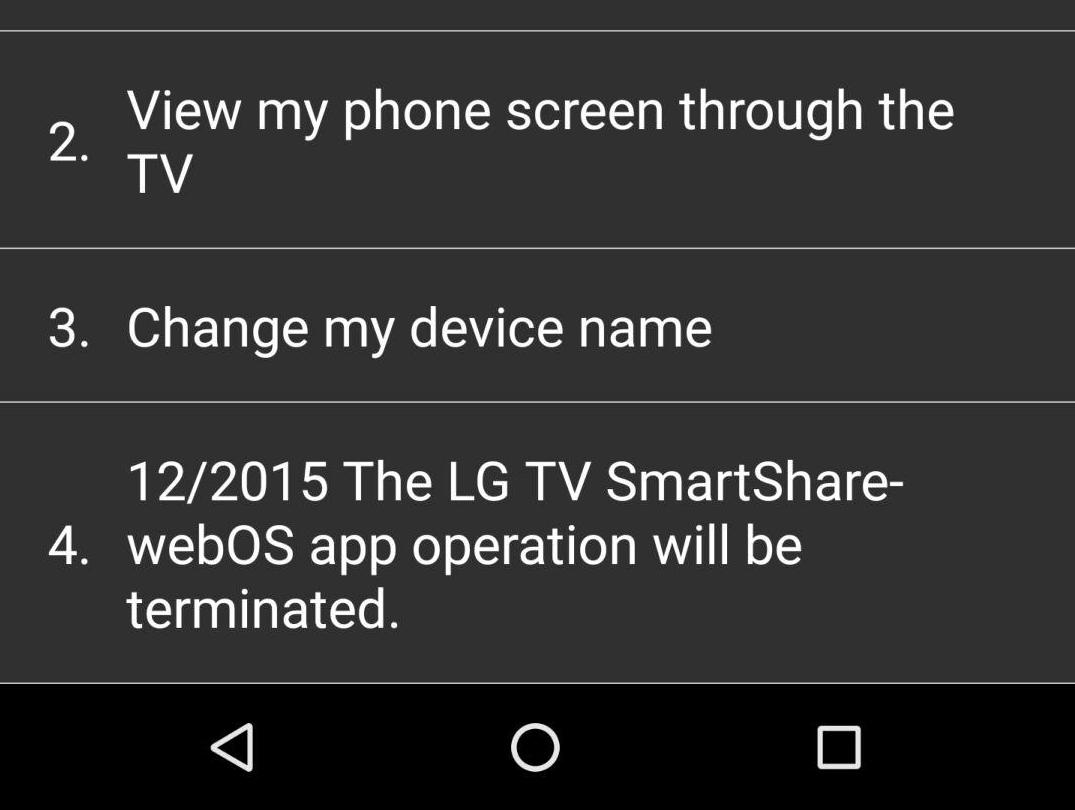 2.
View my phone screen through the
TV
3. Change my device name
12/2015 The LG TV SmartShare-
4. webOS app operation will be
terminated.